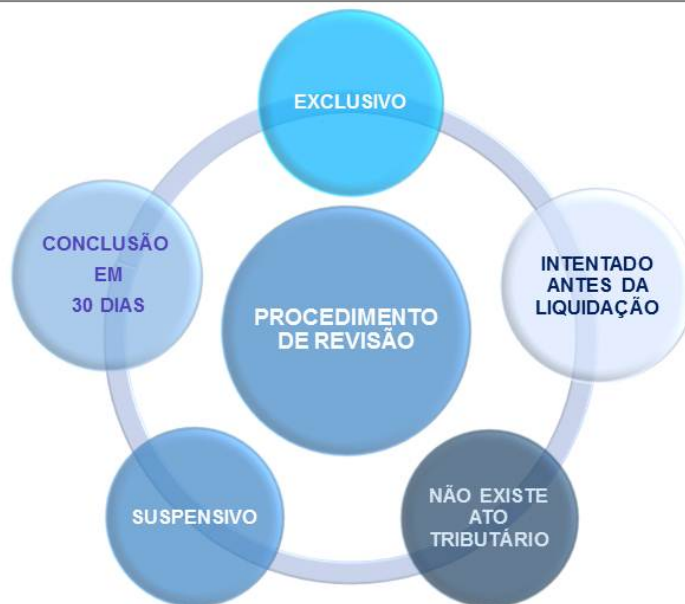 EXCLUSIVO
CONCLUSÃO
EM
30 DIAS
PROCEDIMENTO
DE REVISÃO
INTENTADO
ANTES DA
LIQUIDAÇÃO
SUSPENSIVO
NÃO EXISTE
ATO
TRIBUTÁRIO